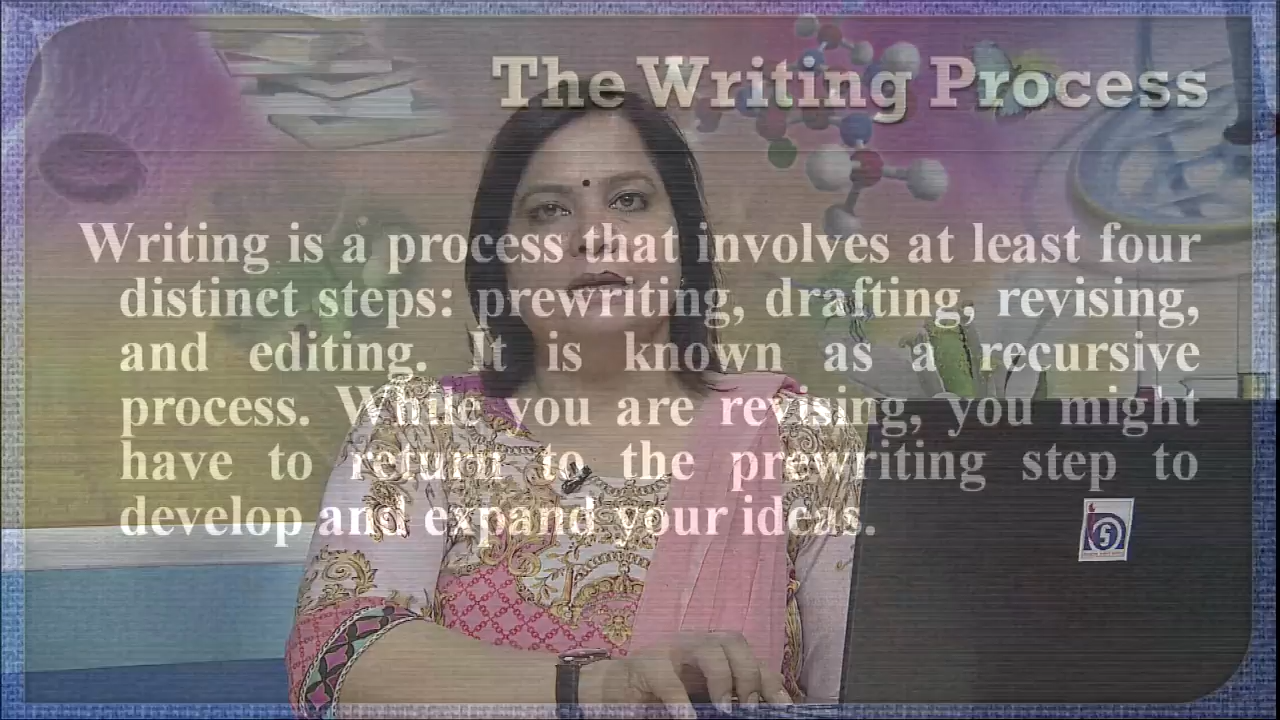 The Writing Process
Writing is a process that involves at least four
distinct steps: prewriting, drafting, revising,
and editing. It is known as a recursive
process. While you are revising, you might
have to return to the prewriting step to
develop and expand your ideas.